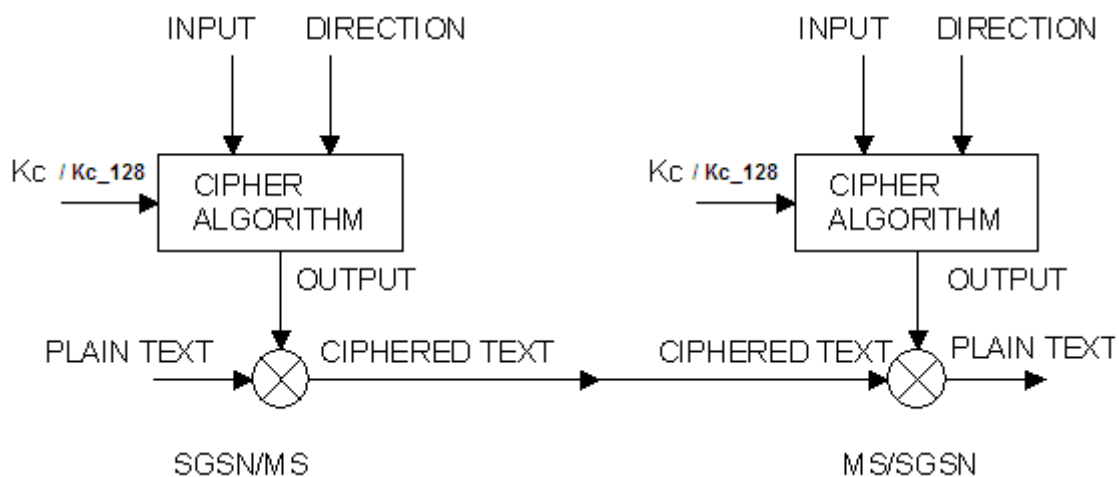 INPUT DIRECTION INPUT DIRECTION
Kc / Kc_128 Kc / Kc_128
CIPHER CIPHER
ALGORITHM ALGORITHM
OUTPUT OUTPUT
PLAIN TEXT CIPHERED TEXT CIPHERED TEXT PLAIN TEXT
SGSN/MS MS/SGSN